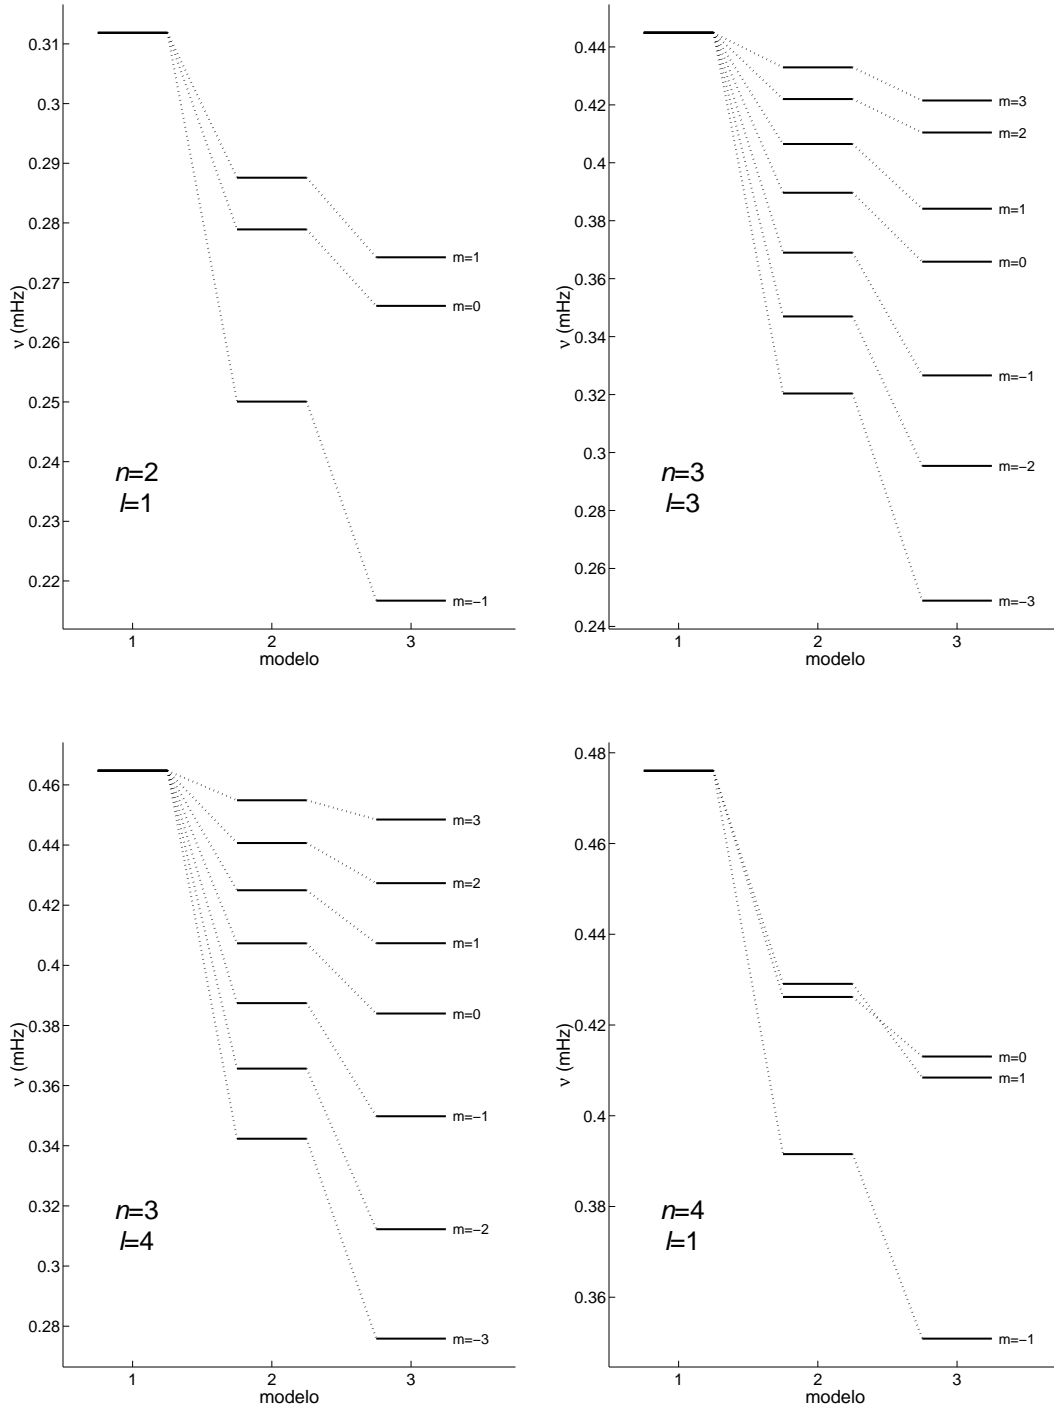 0.31
0.3
0.29
0.28
0.27
0.26
0.25
0.24
0.23
0.22
ν (mHz)
m=1
m=0
m=−1
n=2
l=1
1 2 3
modelo
0.44
0.42
0.4
0.38
0.36
0.34
0.32
0.3
0.28
0.26
0.24
ν (mHz)
m=3
m=2
m=1
m=0
m=−1
m=−2
m=−3
n=3
l=3
1 2 3
modelo
0.46
0.44
0.42
0.4
0.38
0.36
0.34
0.32
0.3
0.28
ν (mHz)
m=3
m=2
m=1
m=0
m=−1
m=−2
m=−3
n=3
l=4
1 2 3
modelo
0.48
0.46
0.44
0.42
0.4
0.38
0.36
ν (mHz)
m=0
m=1
m=−1
n=4
l=1
1 2 3
modelo